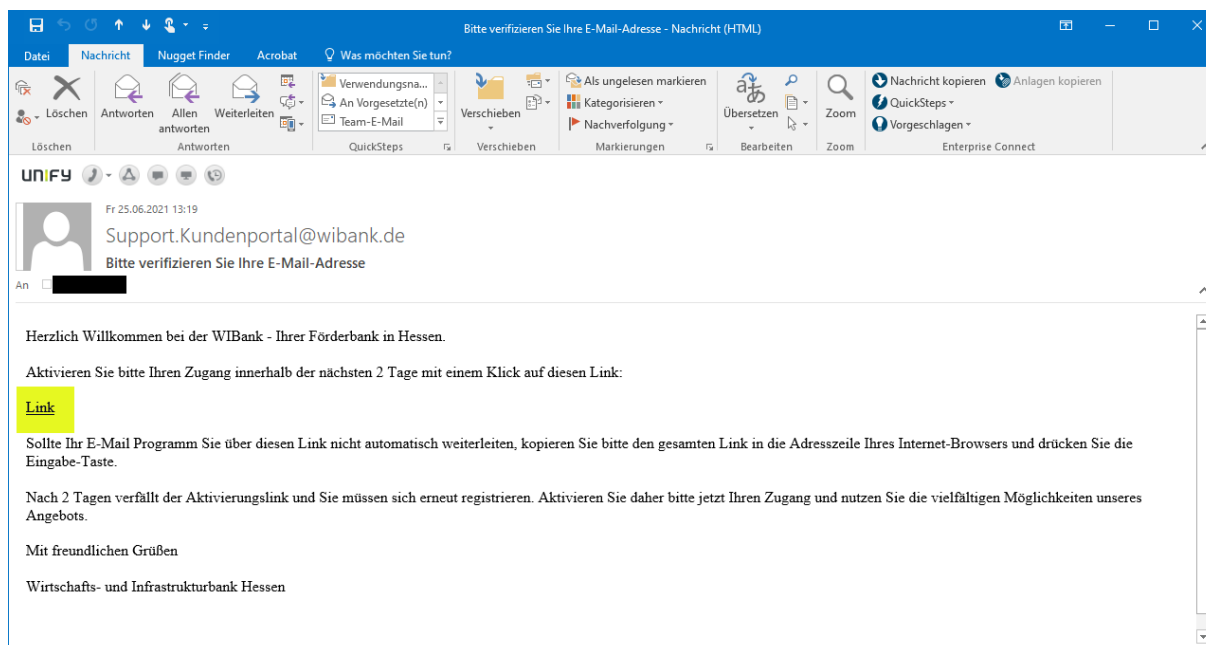 Bitte verifizieren Sie Ihre E-Mail-Adresse - Nachricht (HTML)
Datei Nachricht Nugget Finder Acrobat Was möchten Sie tun?
Löschen
Antworten
Allen antworten
Weiterleiten
Verwendungsna...
An Vorgesetzte(n)
Team-E-Mail
Verschieben
Als ungelesen markieren
Kategorisieren
Nachverfolgung
Übersetzen
Zoom
Nachricht kopieren Anlagen kopieren
QuickSteps
Vorgeschlagen
Löschen Antworten QuickSteps Verschieben Markierungen Bearbeiten Zoom Enterprise Connect
UNIFY
Fr 25.06.2021 13:19
Support.Kundenportal@wibank.de
Bitte verifizieren Sie Ihre E-Mail-Adresse
An
Herzlich Willkommen bei der WIBank - Ihrer Förderbank in Hessen.
Aktivieren Sie bitte Ihren Zugang innerhalb der nächsten 2 Tage mit einem Klick auf diesen Link:
Link
Sollte Ihr E-Mail Programm Sie über diesen Link nicht automatisch weiterleiten, kopieren Sie bitte den gesamten Link in die Adresszeile Ihres Internet-Browsers und drücken Sie die
Eingabe-Taste.
Nach 2 Tagen verfällt der Aktivierungslink und Sie müssen sich erneut registrieren. Aktivieren Sie daher bitte jetzt Ihren Zugang und nutzen Sie die vielfältigen Möglichkeiten unseres
Angebots.
Mit freundlichen Grüßen
Wirtschafts- und Infrastrukturbank Hessen